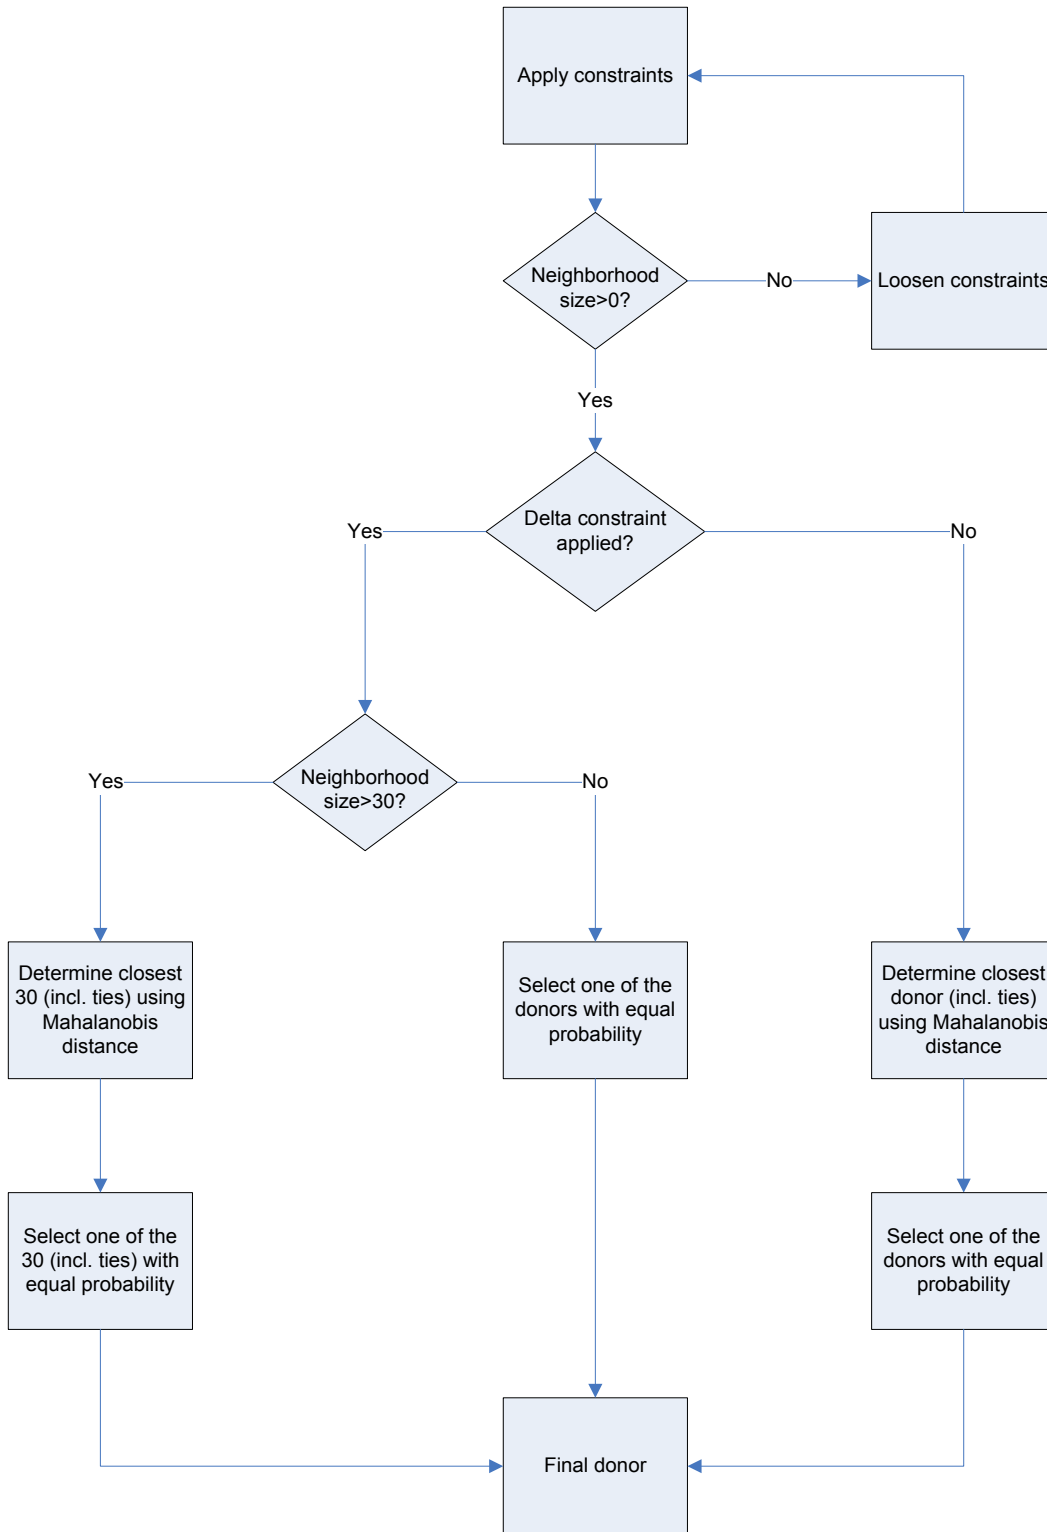 Apply constraints
Neighborhood
size>0?
No
Loosen constraints
Yes
Delta constraint
applied?
Yes
No
Neighborhood
size>30?
Yes
No
Determine closest
30 (incl. ties) using
Mahalanobis
distance
Select one of the
donors with equal
probability
Determine closest
donor (incl. ties)
using Mahalanobis
distance
Select one of the
30 (incl. ties) with
equal probability
Select one of the
donors with equal
probability
Final donor